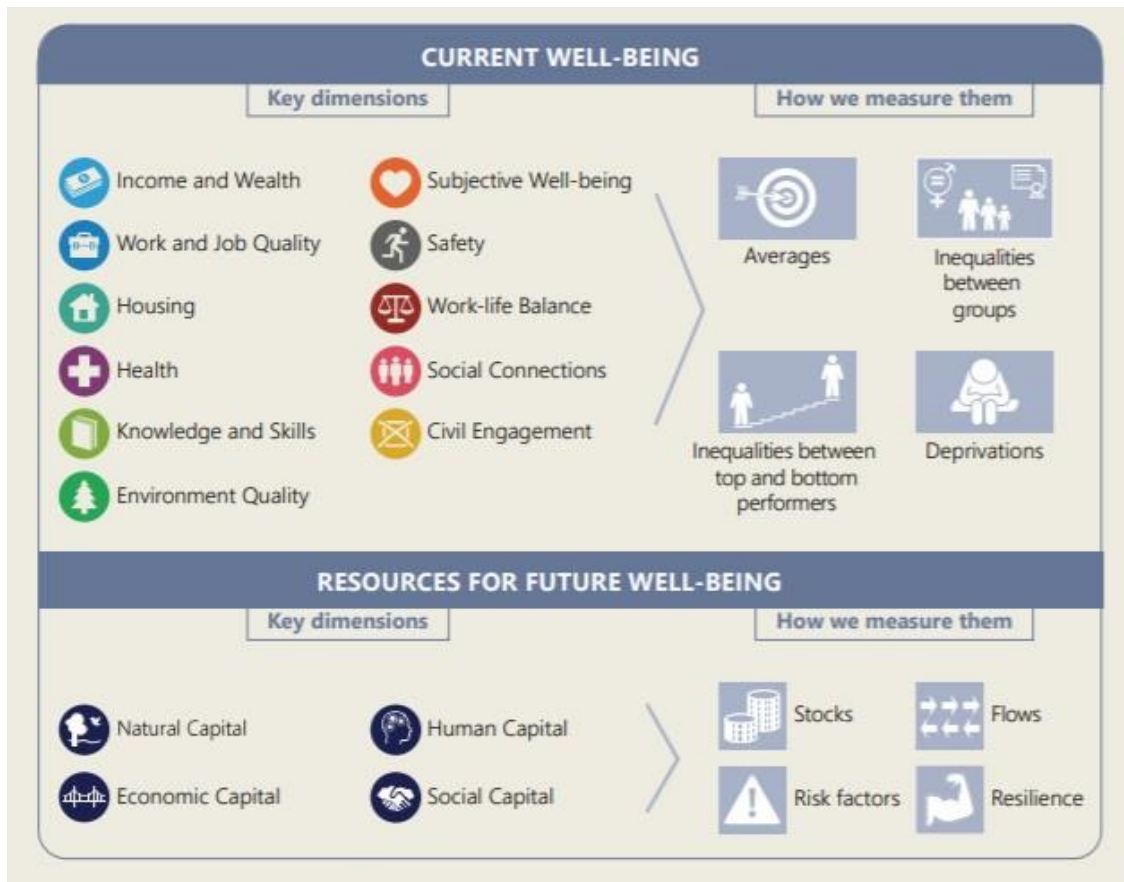 CURRENT WELL-BEING
Key dimensions
How we measure them
Income and Wealth
Work and Job Quality
Housing
Health
Knowledge and Skills
Environment Quality
Subjective Well-being
Safety
Work-life Balance
Social Connections
Civil Engagement
Averages
Inequalities
between
groups
Inequalities between
top and bottom
performers
Deprivations
RESOURCES FOR FUTURE WELL-BEING
Key dimensions
How we measure them
Natural Capital
Economic Capital
Human Capital
Social Capital
Stocks
Flows
Risk factors
Resilience